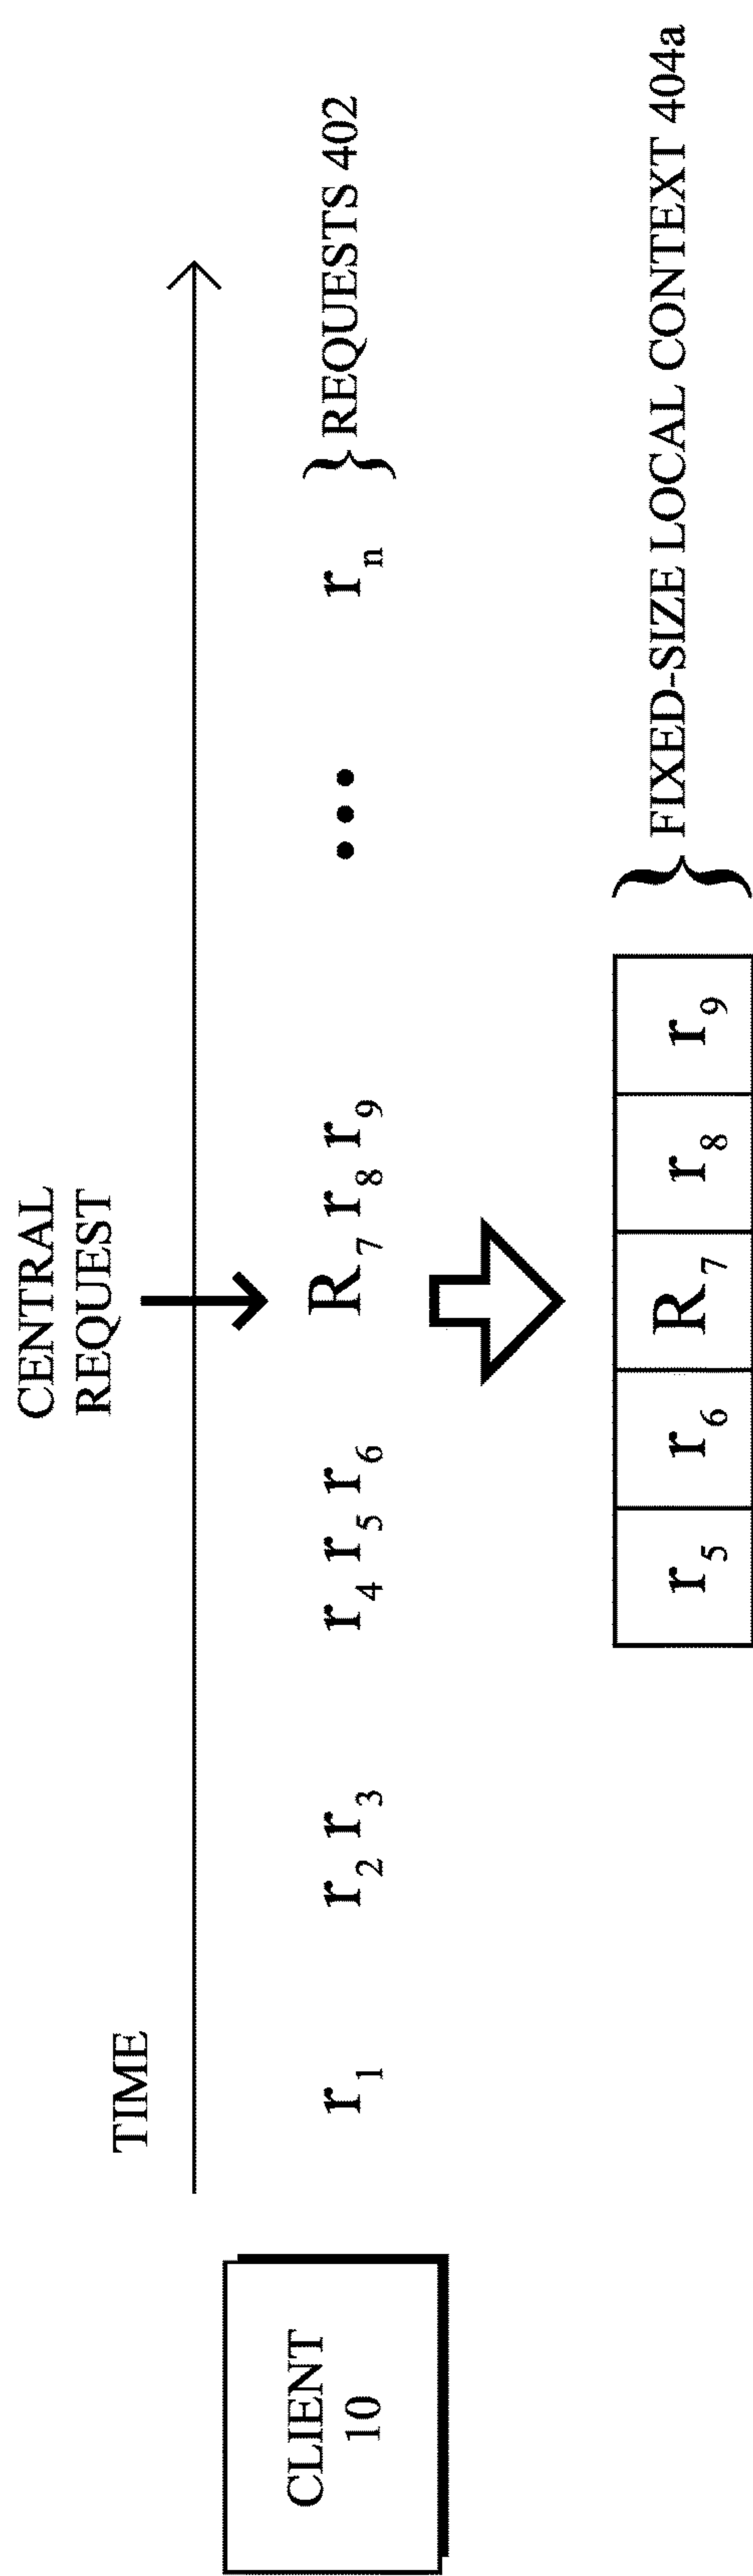 CENTRAL
REQUEST
TIME
CLIENT
10
r1 r2 r3 r4 r5 r6 R7 r8 r9 ••• rn } REQUESTS 402
r5 r6 R7 r8 r9 } FIXED-SIZE LOCAL CONTEXT 404a